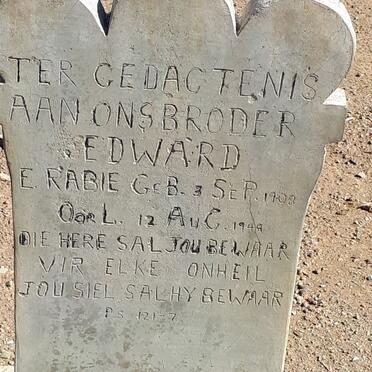 TER GEDACTENIS
AAN ONS BRODER
EDWARD
E. RABIE GEB. 3 SEP. 1908
OORL. 12 AUG. 1944
DIE HERE SAL JOU BEWAAR
VIR ELKE ONHEIL
JOU SIEL SAL HY BEWAAR
PS. 121-7